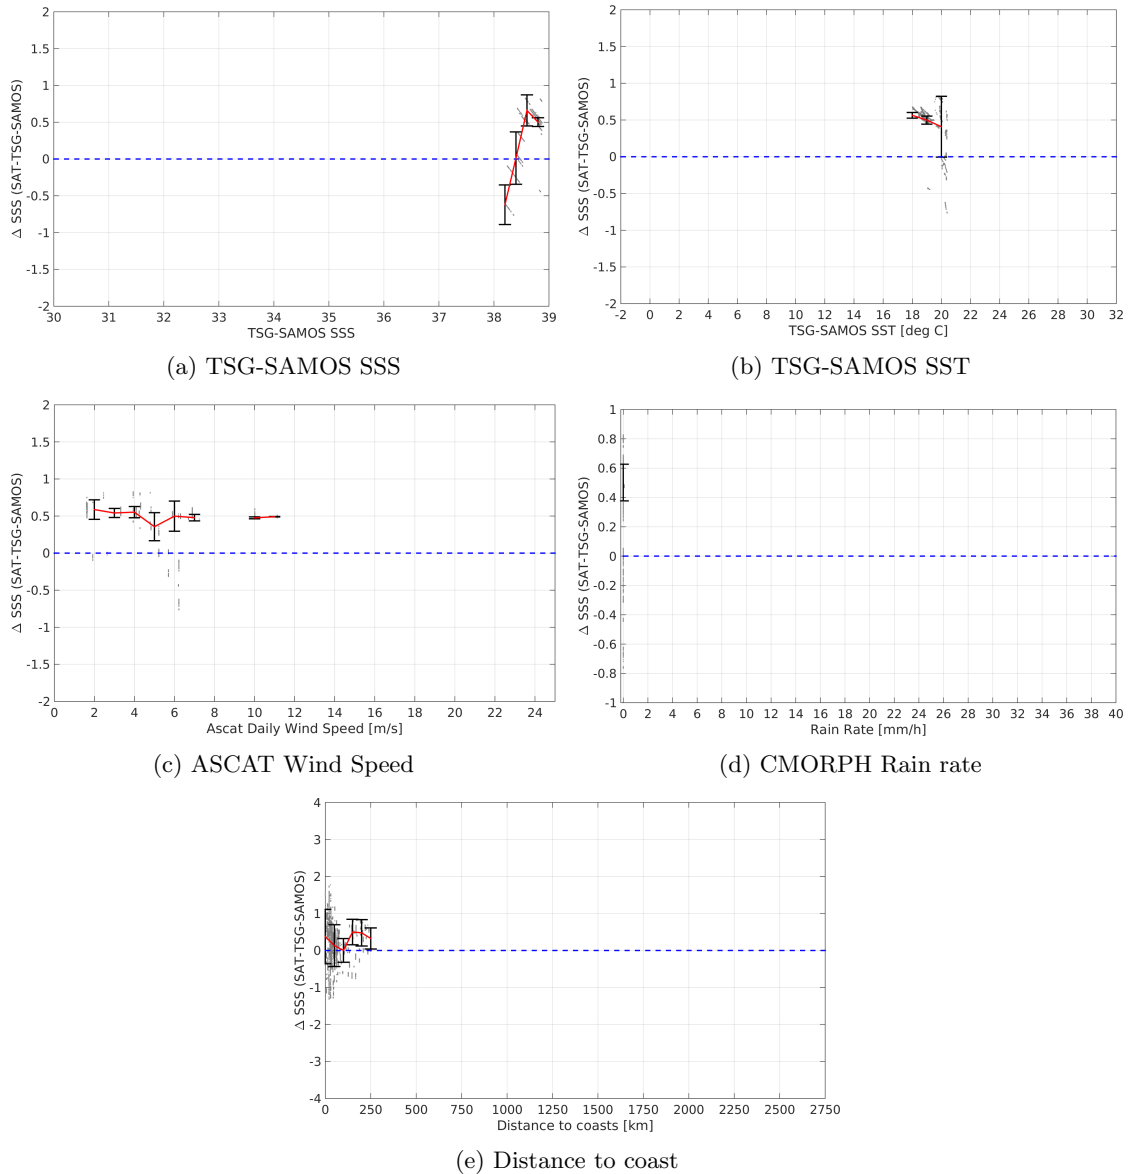 2
1.5
1
0.5
0
-0.5
-1
-1.5
-2
Δ SSS (SAT-TSG-SAMOS)
30 31 32 33 34 35 36 37 38 39
TSG-SAMOS SSS
(a) TSG-SAMOS SSS
2
1.5
1
0.5
0
-0.5
-1
-1.5
-2
Δ SSS (SAT-TSG-SAMOS)
-2 0 2 4 6 8 10 12 14 16 18 20 22 24 26 28 30 32
TSG-SAMOS SST [deg C]
(b) TSG-SAMOS SST
2
1.5
1
0.5
0
-0.5
-1
-1.5
-2
Δ SSS (SAT-TSG-SAMOS)
0 2 4 6 8 10 12 14 16 18 20 22 24
Ascat Daily Wind Speed [m/s]
(c) ASCAT Wind Speed
1
0.8
0.6
0.4
0.2
0
-0.2
-0.4
-0.6
-0.8
-1
Δ SSS (SAT-TSG-SAMOS)
0 2 4 6 8 10 12 14 16 18 20 22 24 26 28 30 32 34 36 38 40
Rain Rate [mm/h]
(d) CMORPH Rain rate
4
3
2
1
0
-1
-2
-3
-4
Δ SSS (SAT-TSG-SAMOS)
0 250 500 750 1000 1250 1500 1750 2000 2250 2500 2750
Distance to coasts [km]
(e) Distance to coast